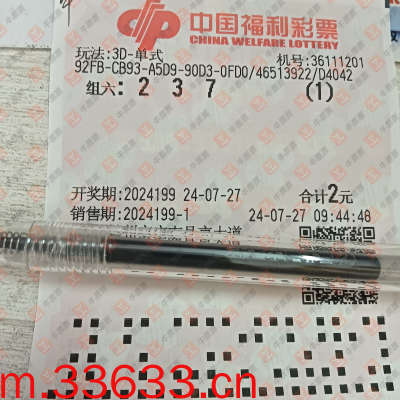 中国福利彩票
CHINA WELFARE LOTTERY
玩法:3D-单式 机号:36111201
92FB-CB93-A5D9-90D3-0FD0/46513922/D4042
组六: 2 3 7 (1)
开奖期:2024199 24-07-27 合计2元
销售期:2024199-1 24-07-27 09:44:48
m.33633.cn